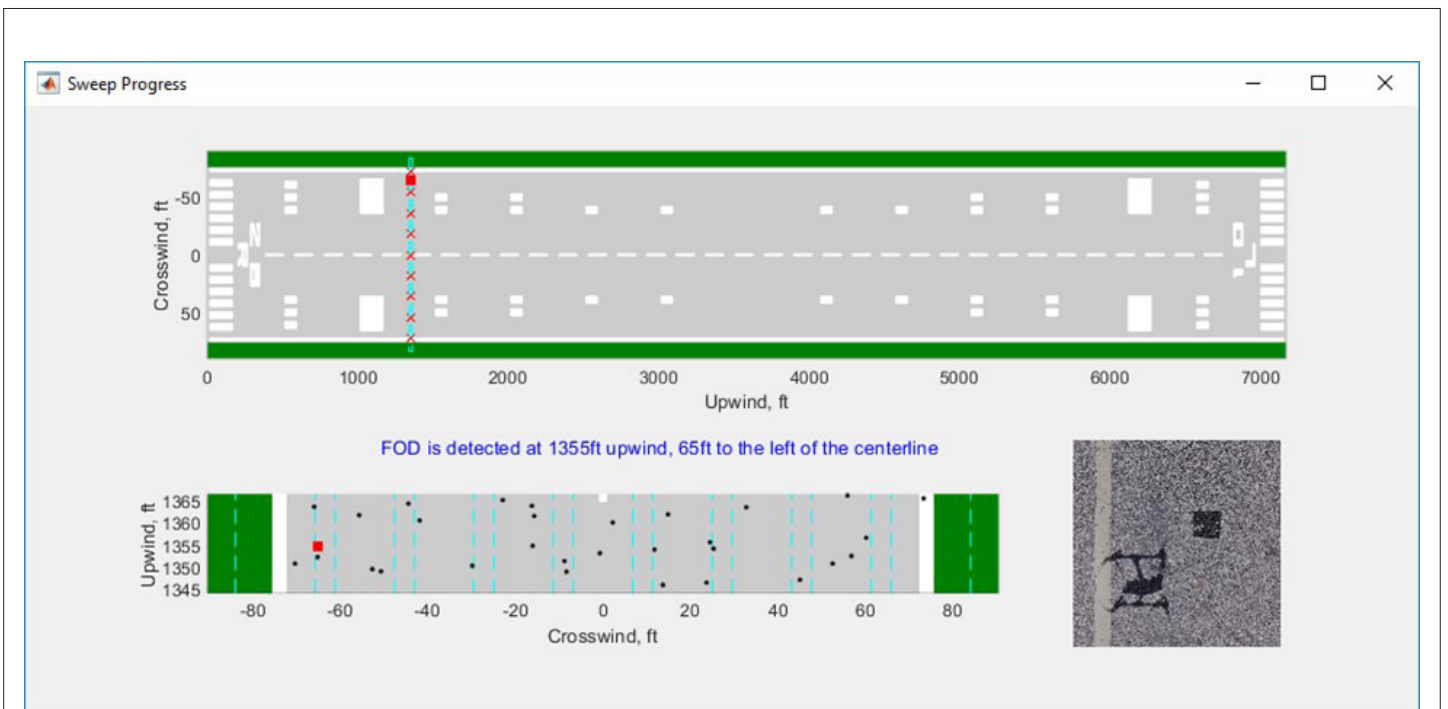 Sweep Progress
-50
0
50
Crosswind, ft
0 1000 2000 3000 4000 5000 6000 7000
Upwind, ft
FOD is detected at 1355ft upwind, 65ft to the left of the centerline
1365
1360
1355
1350
1345
Upwind, ft
-80 -60 -40 -20 0 20 40 60 80
Crosswind, ft